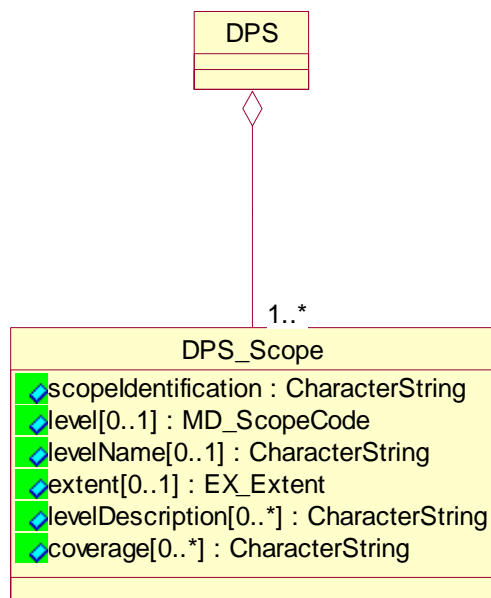 DPS
1..*
DPS_Scope
scopeIdentification : CharacterString
level[0..1] : MD_ScopeCode
levelName[0..1] : CharacterString
extent[0..1] : EX_Extent
levelDescription[0..*] : CharacterString
coverage[0..*] : CharacterString